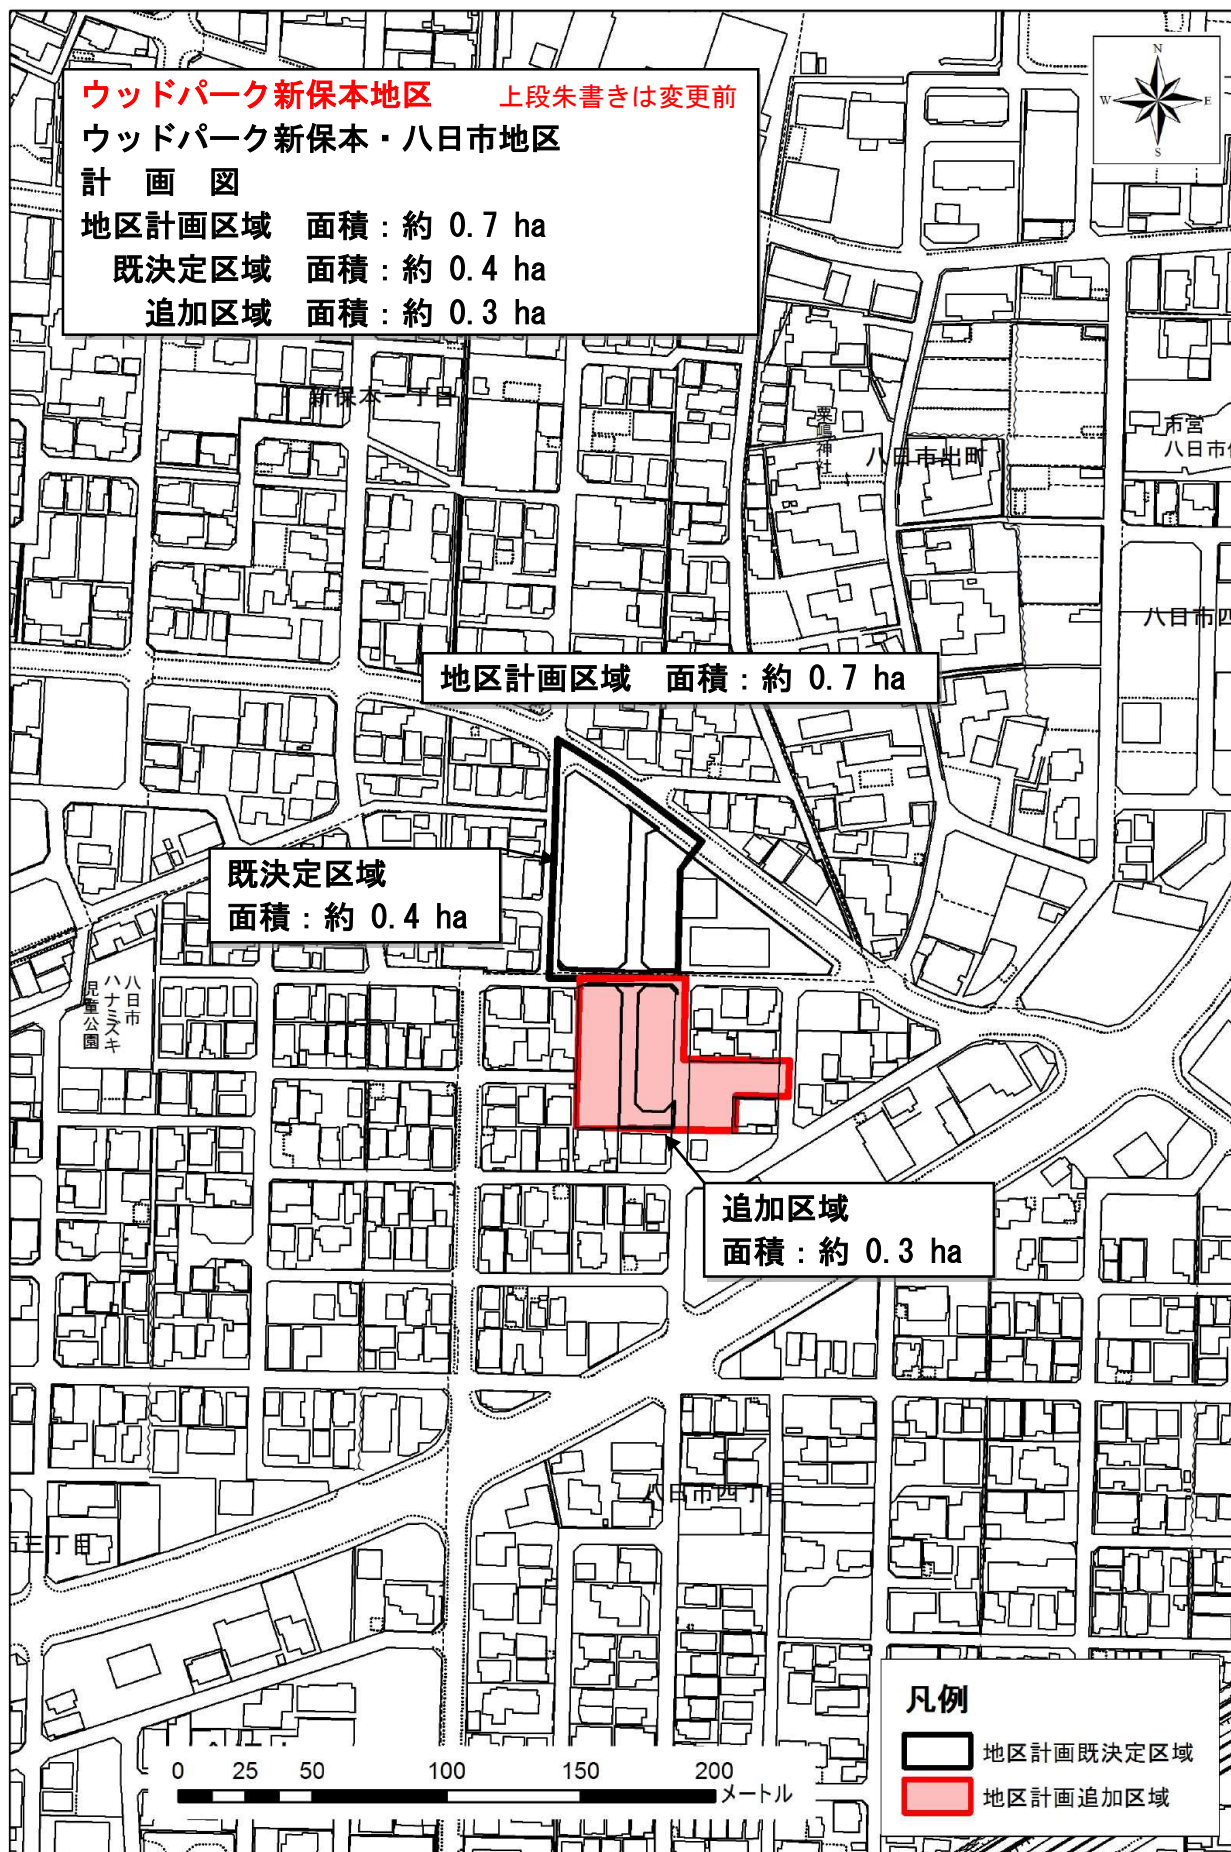 ウッドパーク新保本地区　上段朱書きは変更前
ウッドパーク新保本・八日市地区
計　画　図
地区計画区域　面積：約 0.7 ha
既決定区域　面積：約 0.4 ha
追加区域　面積：約 0.3 ha
N
W
E
S
新保本一丁目
粟嶋神社
八日市出町
市営
八日市住
八日市四
地区計画区域　面積：約 0.7 ha
既決定区域
面積：約 0.4 ha
八日市
ハナミズキ
児童公園
追加区域
面積：約 0.3 ha
八日市四丁目
市三丁目
凡例
地区計画既決定区域
地区計画追加区域
0 25 50 100 150 200
メートル